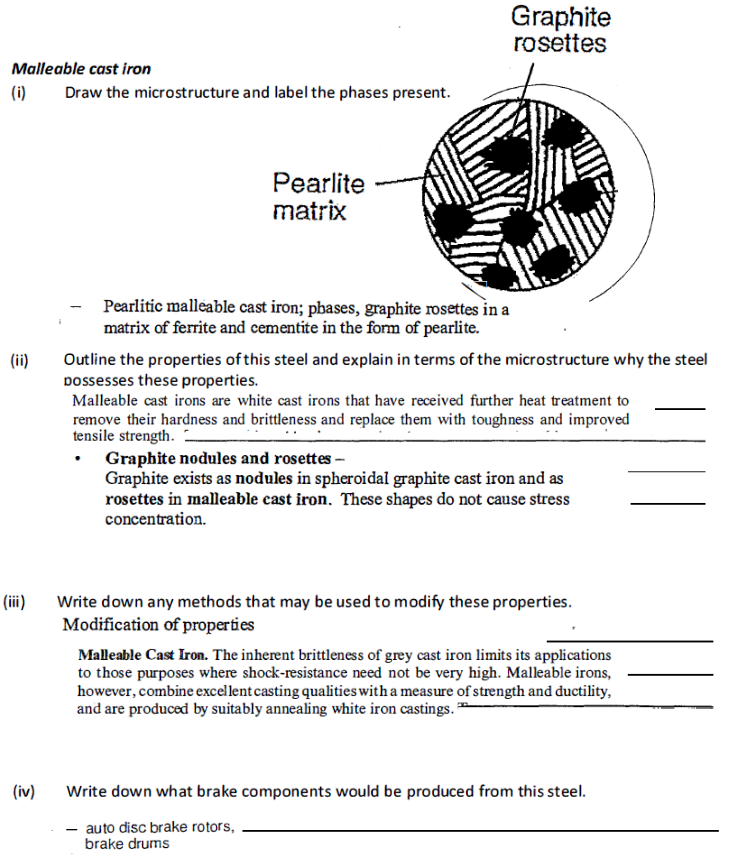 Graphite
rosettes
Malleable cast iron
(i) Draw the microstructure and label the phases present.
Pearlite
matrix
– Pearlitic malleable cast iron; phases, graphite rosettes in a
matrix of ferrite and cementite in the form of pearlite.
(ii) Outline the properties of this steel and explain in terms of the microstructure why the steel
possesses these properties.
Malleable cast irons are white cast irons that have received further heat treatment to
remove their hardness and brittleness and replace them with toughness and improved
tensile strength.
• Graphite nodules and rosettes –
Graphite exists as nodules in spheroidal graphite cast iron and as
rosettes in malleable cast iron. These shapes do not cause stress
concentration.
(iii) Write down any methods that may be used to modify these properties.
Modification of properties
Malleable Cast Iron. The inherent brittleness of grey cast iron limits its applications
to those purposes where shock-resistance need not be very high. Malleable irons,
however, combine excellent casting qualities with a measure of strength and ductility,
and are produced by suitably annealing white iron castings.
(iv) Write down what brake components would be produced from this steel.
– auto disc brake rotors,
brake drums